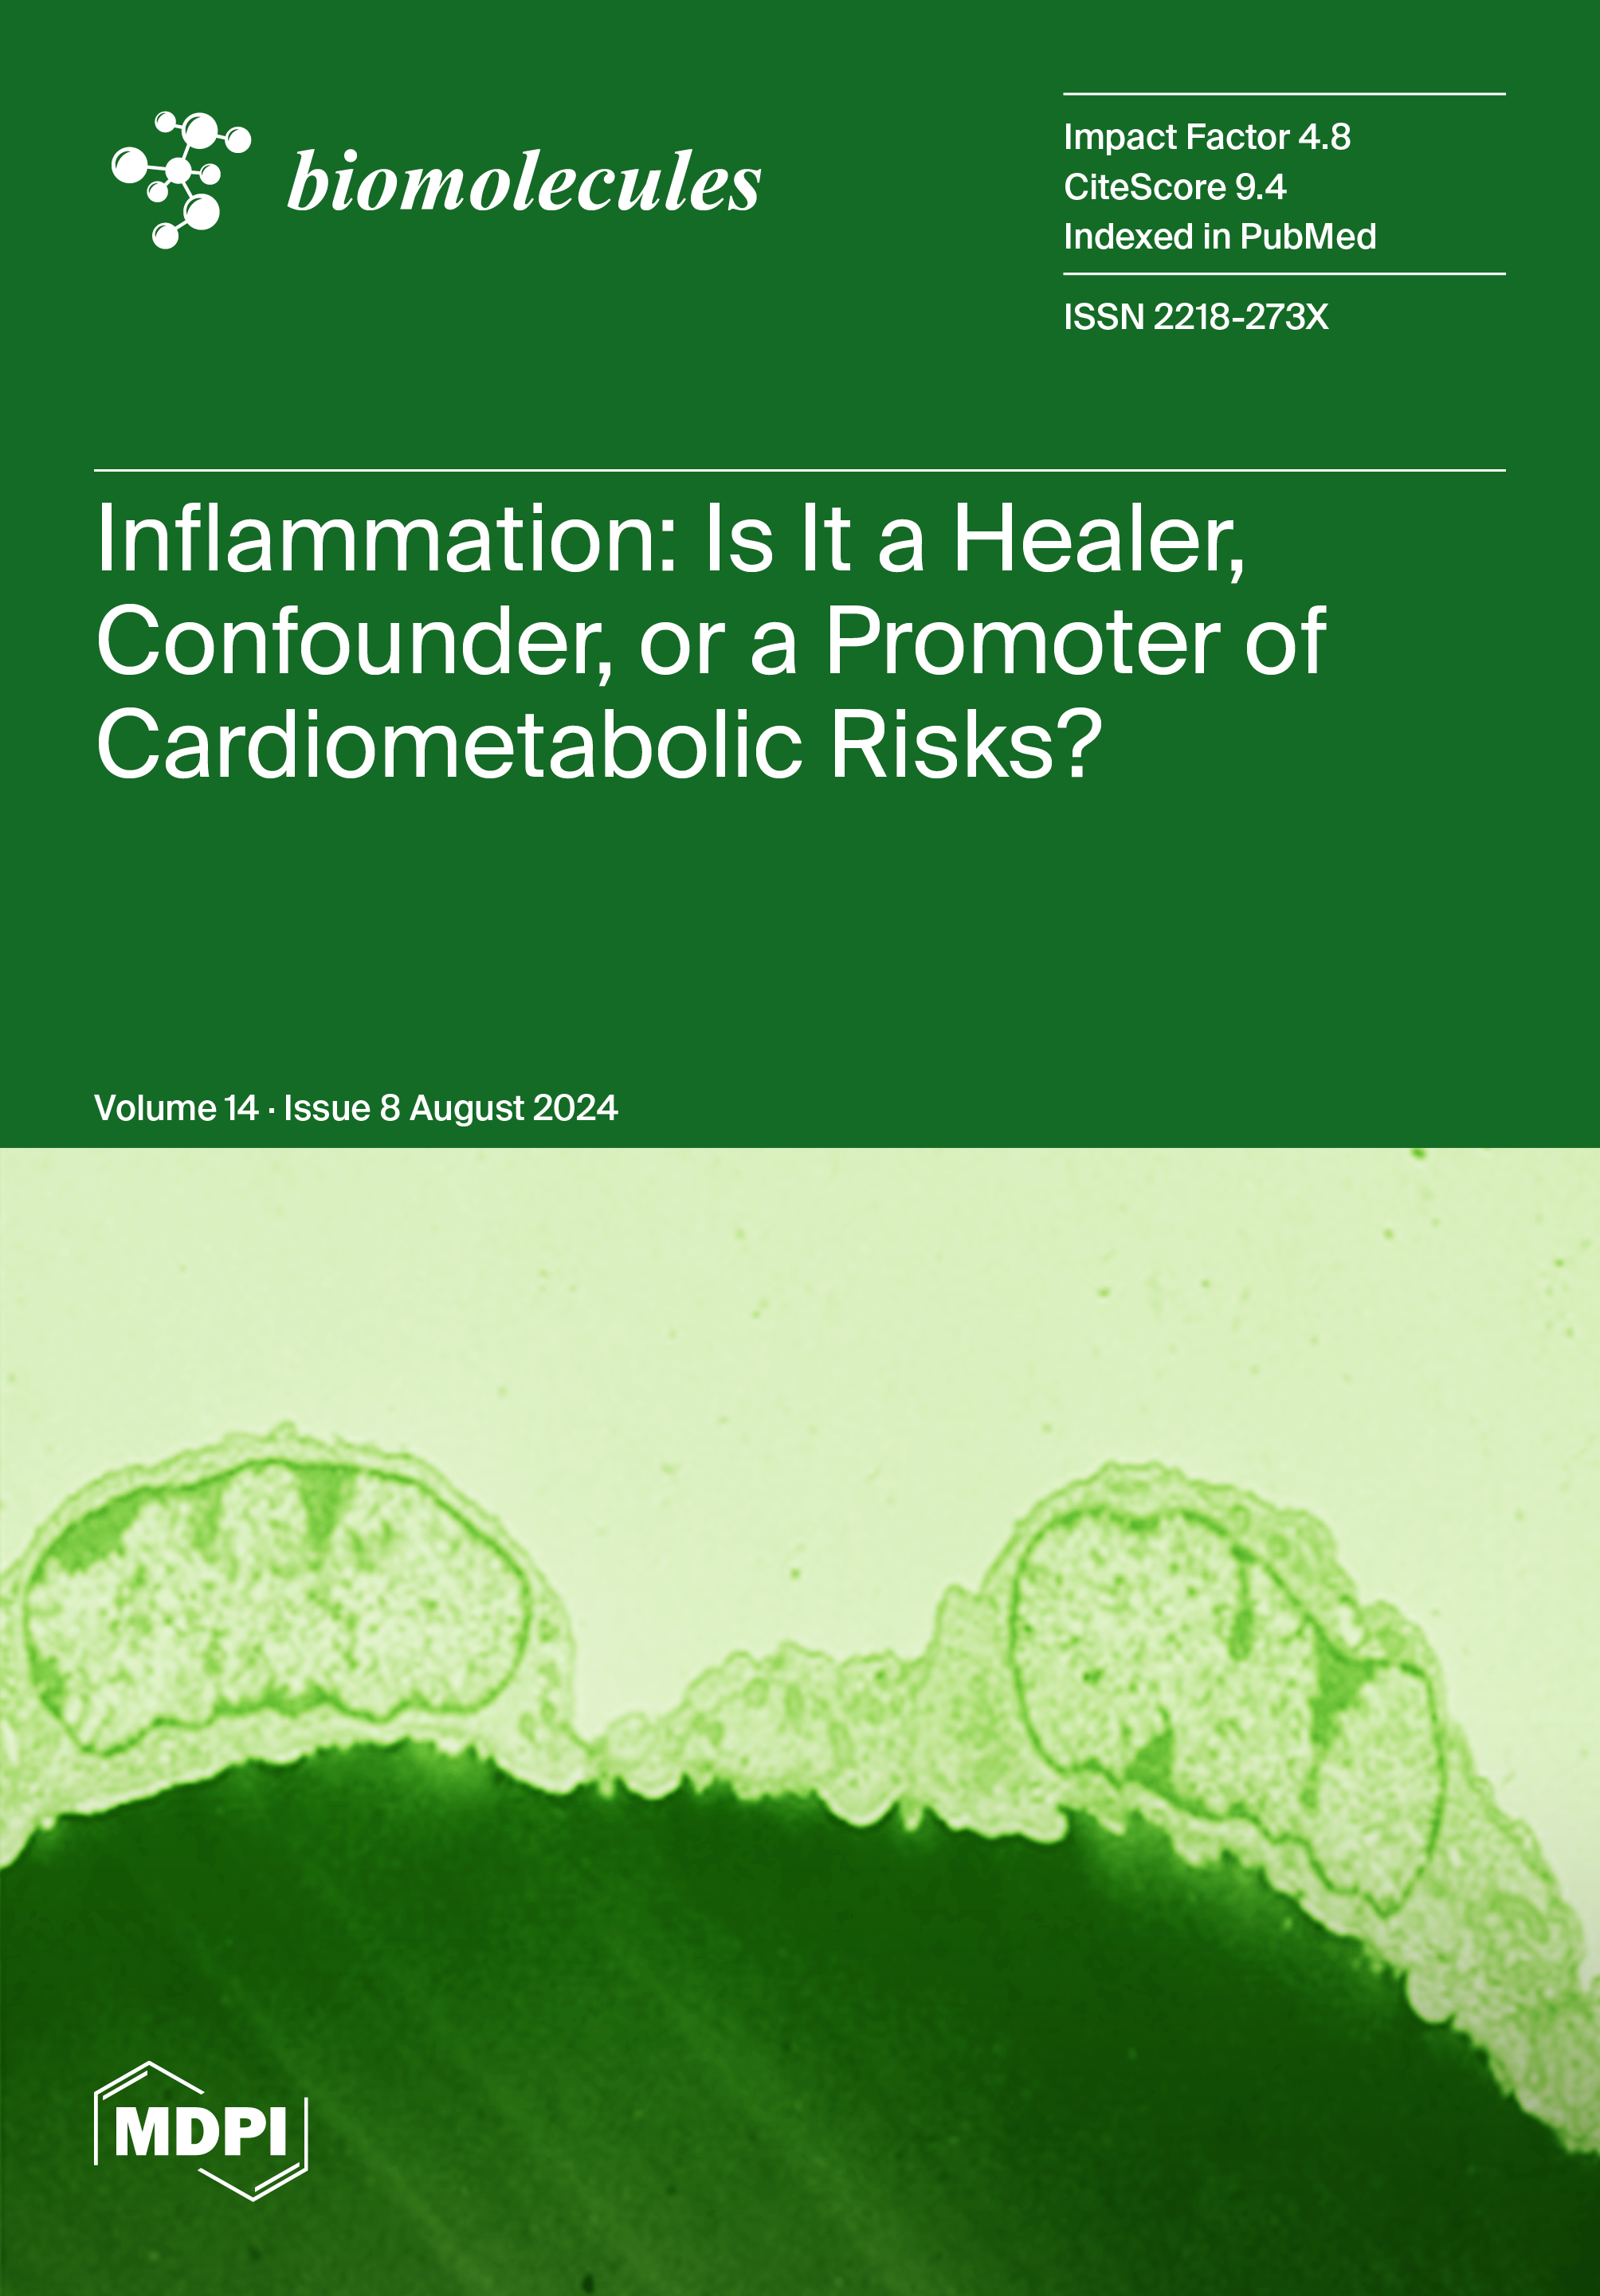 biomolecules
Impact Factor 4.8
CiteScore 9.4
Indexed in PubMed
ISSN 2218-273X
Inflammation: Is It a Healer,
Confounder, or a Promoter of
Cardiometabolic Risks?
Volume 14 · Issue 8 August 2024
MDPI